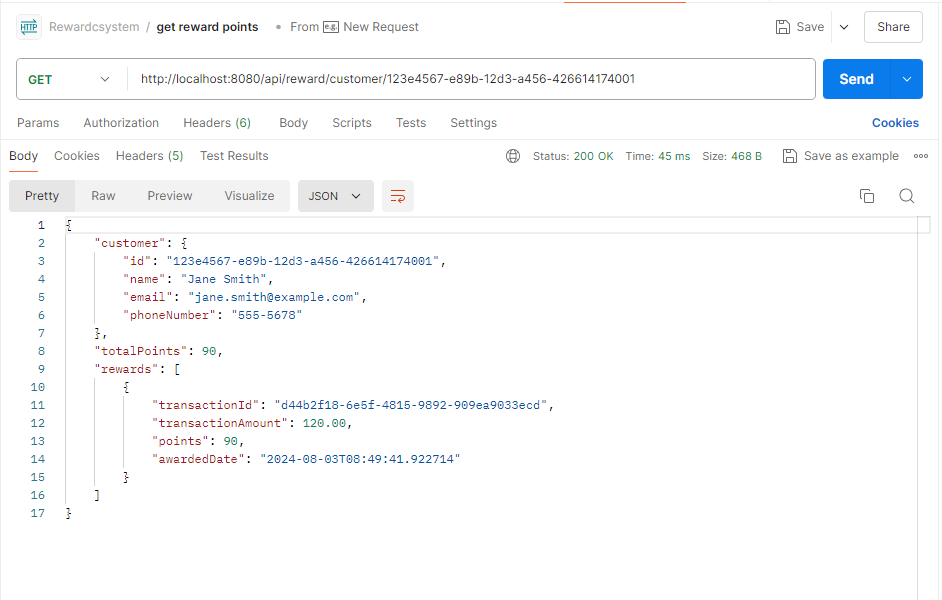 HTTP Rewardcsystem / get reward points • From e.g. New Request Save Share
GET http://localhost:8080/api/reward/customer/123e4567-e89b-12d3-a456-426614174001 Send
Params Authorization Headers (6) Body Scripts Tests Settings Cookies
Body Cookies Headers (5) Test Results Status: 200 OK Time: 45 ms Size: 468 B Save as example
Pretty Raw Preview Visualize JSON
1 {
2 "customer": {
3 "id": "123e4567-e89b-12d3-a456-426614174001",
4 "name": "Jane Smith",
5 "email": "jane.smith@example.com",
6 "phoneNumber": "555-5678"
7 },
8 "totalPoints": 90,
9 "rewards": [
10 {
11 "transactionId": "d44b2f18-6e5f-4815-9892-909ea9033ecd",
12 "transactionAmount": 120.00,
13 "points": 90,
14 "awardedDate": "2024-08-03T08:49:41.922714"
15 }
16 ]
17 }